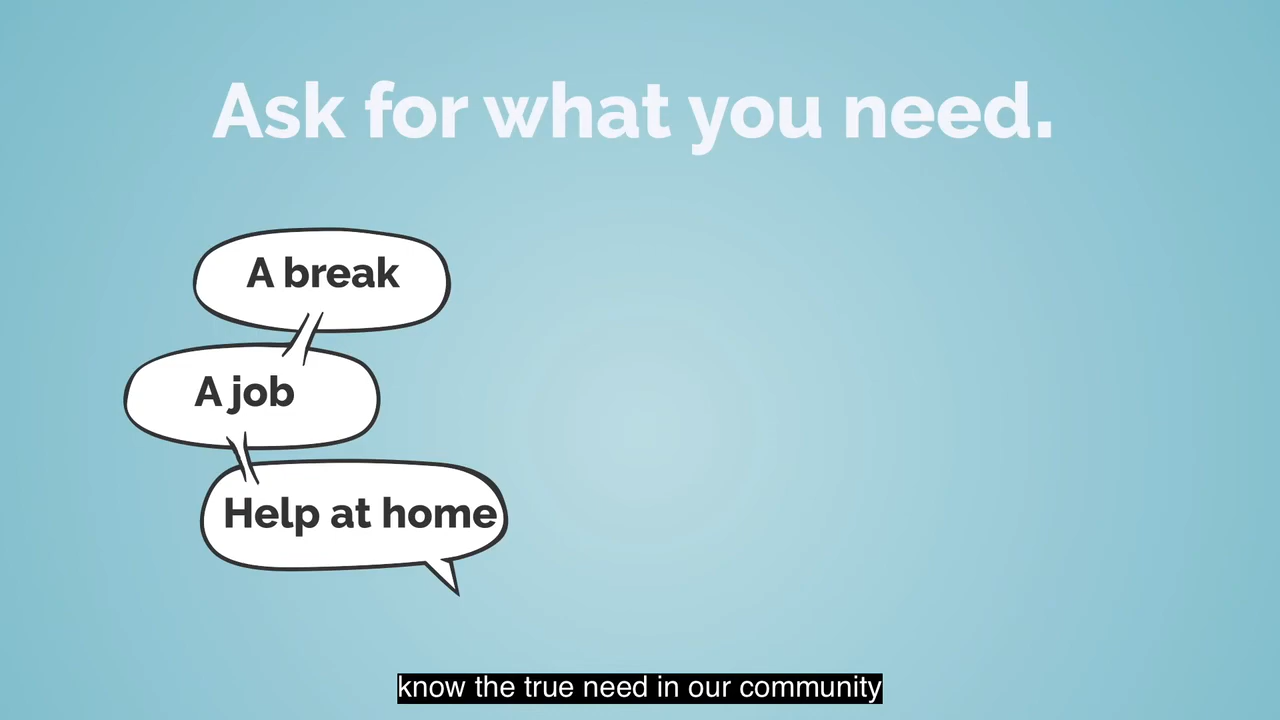 Ask for what you need.
A break
A job
Help at home
know the true need in our community